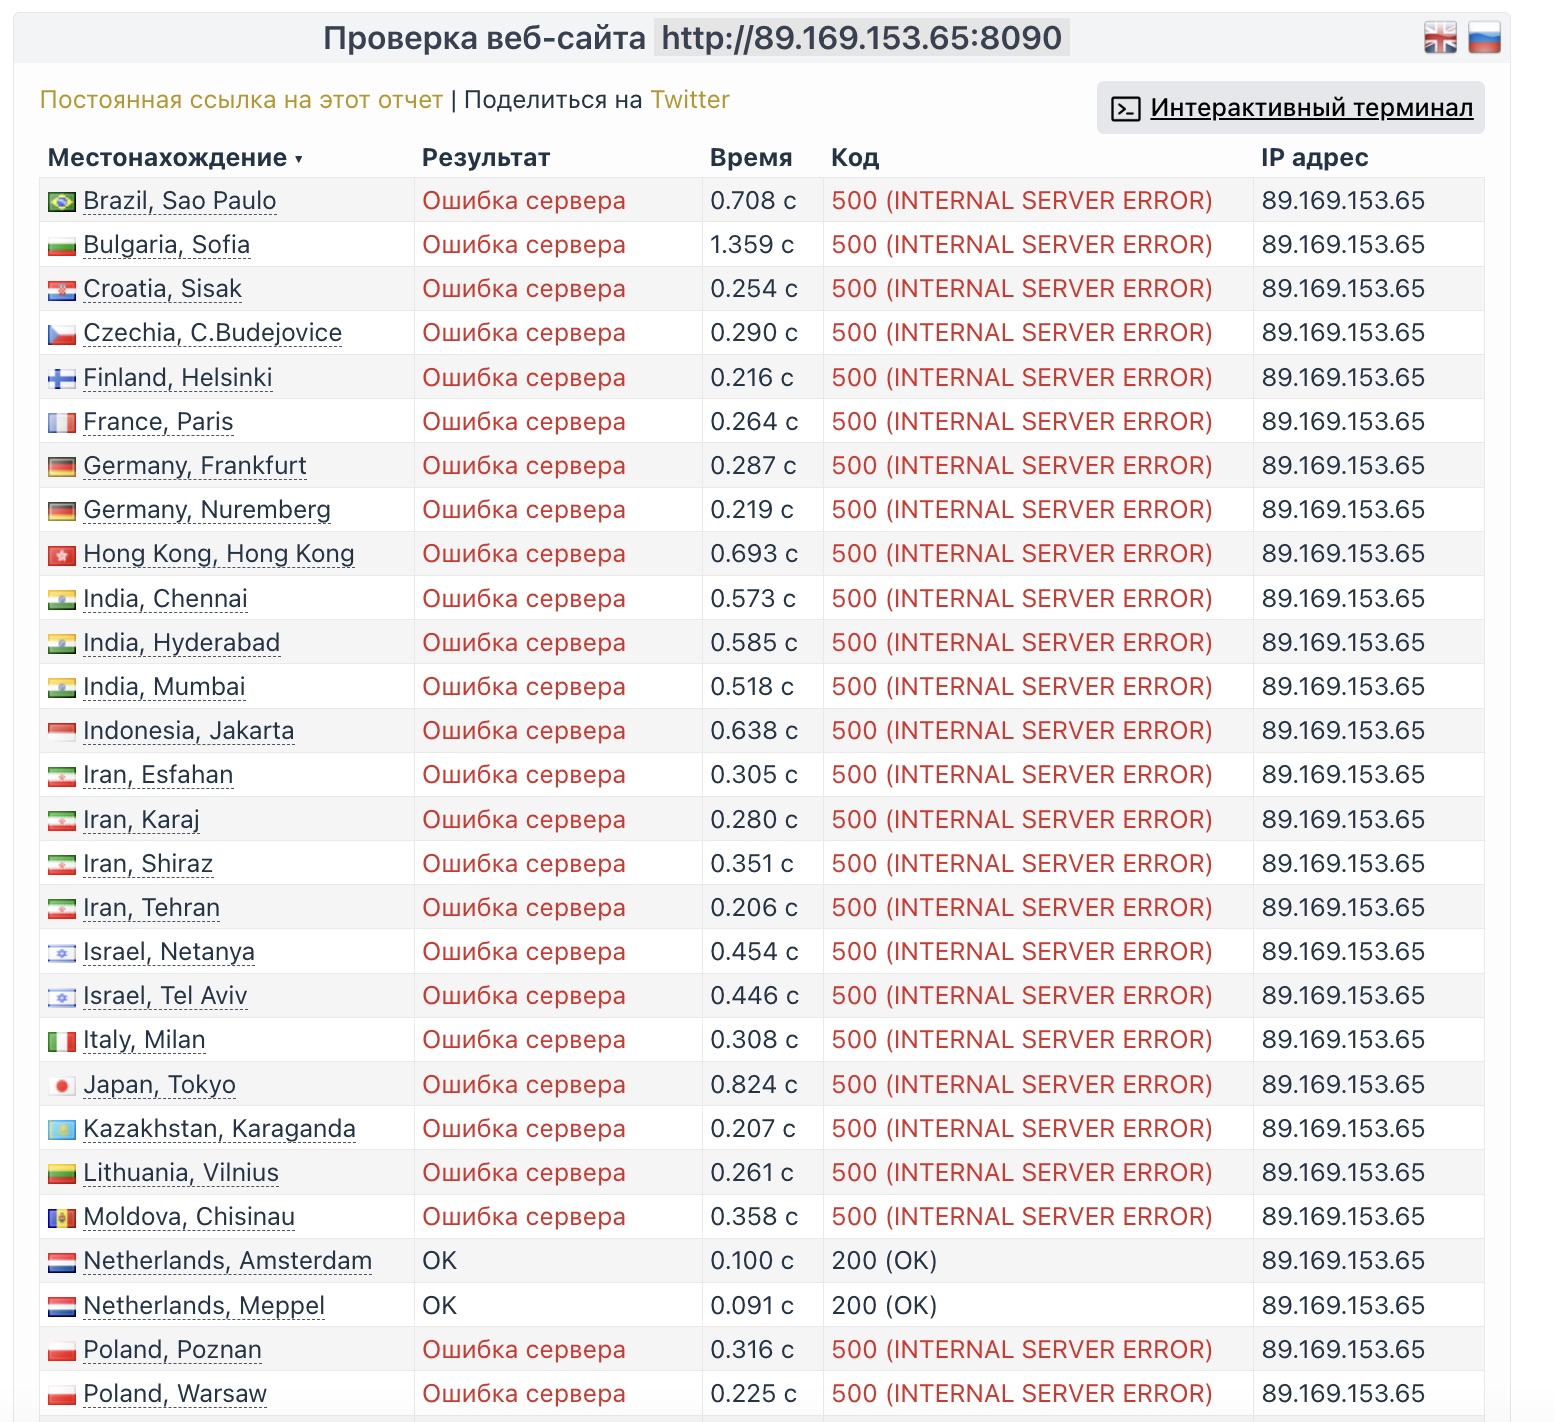 Проверка веб-сайта http://89.169.153.65:8090
Постоянная ссылка на этот отчет | Поделиться на Twitter
Интерактивный терминал
Местонахождение ▾ Результат Время Код IP адрес
Brazil, Sao Paulo Ошибка сервера 0.708 с 500 (INTERNAL SERVER ERROR) 89.169.153.65
Bulgaria, Sofia Ошибка сервера 1.359 с 500 (INTERNAL SERVER ERROR) 89.169.153.65
Croatia, Sisak Ошибка сервера 0.254 с 500 (INTERNAL SERVER ERROR) 89.169.153.65
Czechia, C.Budejovice Ошибка сервера 0.290 с 500 (INTERNAL SERVER ERROR) 89.169.153.65
Finland, Helsinki Ошибка сервера 0.216 с 500 (INTERNAL SERVER ERROR) 89.169.153.65
France, Paris Ошибка сервера 0.264 с 500 (INTERNAL SERVER ERROR) 89.169.153.65
Germany, Frankfurt Ошибка сервера 0.287 с 500 (INTERNAL SERVER ERROR) 89.169.153.65
Germany, Nuremberg Ошибка сервера 0.219 с 500 (INTERNAL SERVER ERROR) 89.169.153.65
Hong Kong, Hong Kong Ошибка сервера 0.693 с 500 (INTERNAL SERVER ERROR) 89.169.153.65
India, Chennai Ошибка сервера 0.573 с 500 (INTERNAL SERVER ERROR) 89.169.153.65
India, Hyderabad Ошибка сервера 0.585 с 500 (INTERNAL SERVER ERROR) 89.169.153.65
India, Mumbai Ошибка сервера 0.518 с 500 (INTERNAL SERVER ERROR) 89.169.153.65
Indonesia, Jakarta Ошибка сервера 0.638 с 500 (INTERNAL SERVER ERROR) 89.169.153.65
Iran, Esfahan Ошибка сервера 0.305 с 500 (INTERNAL SERVER ERROR) 89.169.153.65
Iran, Karaj Ошибка сервера 0.280 с 500 (INTERNAL SERVER ERROR) 89.169.153.65
Iran, Shiraz Ошибка сервера 0.351 с 500 (INTERNAL SERVER ERROR) 89.169.153.65
Iran, Tehran Ошибка сервера 0.206 с 500 (INTERNAL SERVER ERROR) 89.169.153.65
Israel, Netanya Ошибка сервера 0.454 с 500 (INTERNAL SERVER ERROR) 89.169.153.65
Israel, Tel Aviv Ошибка сервера 0.446 с 500 (INTERNAL SERVER ERROR) 89.169.153.65
Italy, Milan Ошибка сервера 0.308 с 500 (INTERNAL SERVER ERROR) 89.169.153.65
Japan, Tokyo Ошибка сервера 0.824 с 500 (INTERNAL SERVER ERROR) 89.169.153.65
Kazakhstan, Karaganda Ошибка сервера 0.207 с 500 (INTERNAL SERVER ERROR) 89.169.153.65
Lithuania, Vilnius Ошибка сервера 0.261 с 500 (INTERNAL SERVER ERROR) 89.169.153.65
Moldova, Chisinau Ошибка сервера 0.358 с 500 (INTERNAL SERVER ERROR) 89.169.153.65
Netherlands, Amsterdam OK 0.100 с 200 (OK) 89.169.153.65
Netherlands, Meppel OK 0.091 с 200 (OK) 89.169.153.65
Poland, Poznan Ошибка сервера 0.316 с 500 (INTERNAL SERVER ERROR) 89.169.153.65
Poland, Warsaw Ошибка сервера 0.225 с 500 (INTERNAL SERVER ERROR) 89.169.153.65